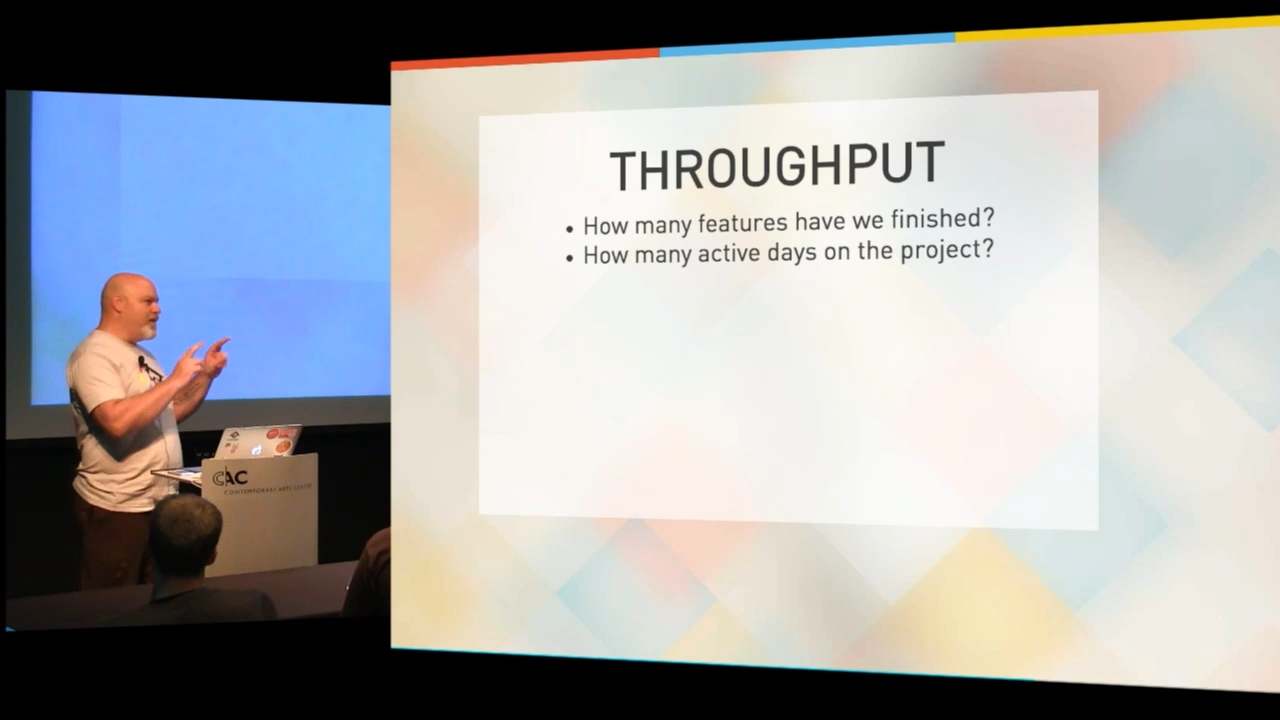 THROUGHPUT
• How many features have we finished?
• How many active days on the project?
CAC
CONTEMPORARY ARTS CENTER